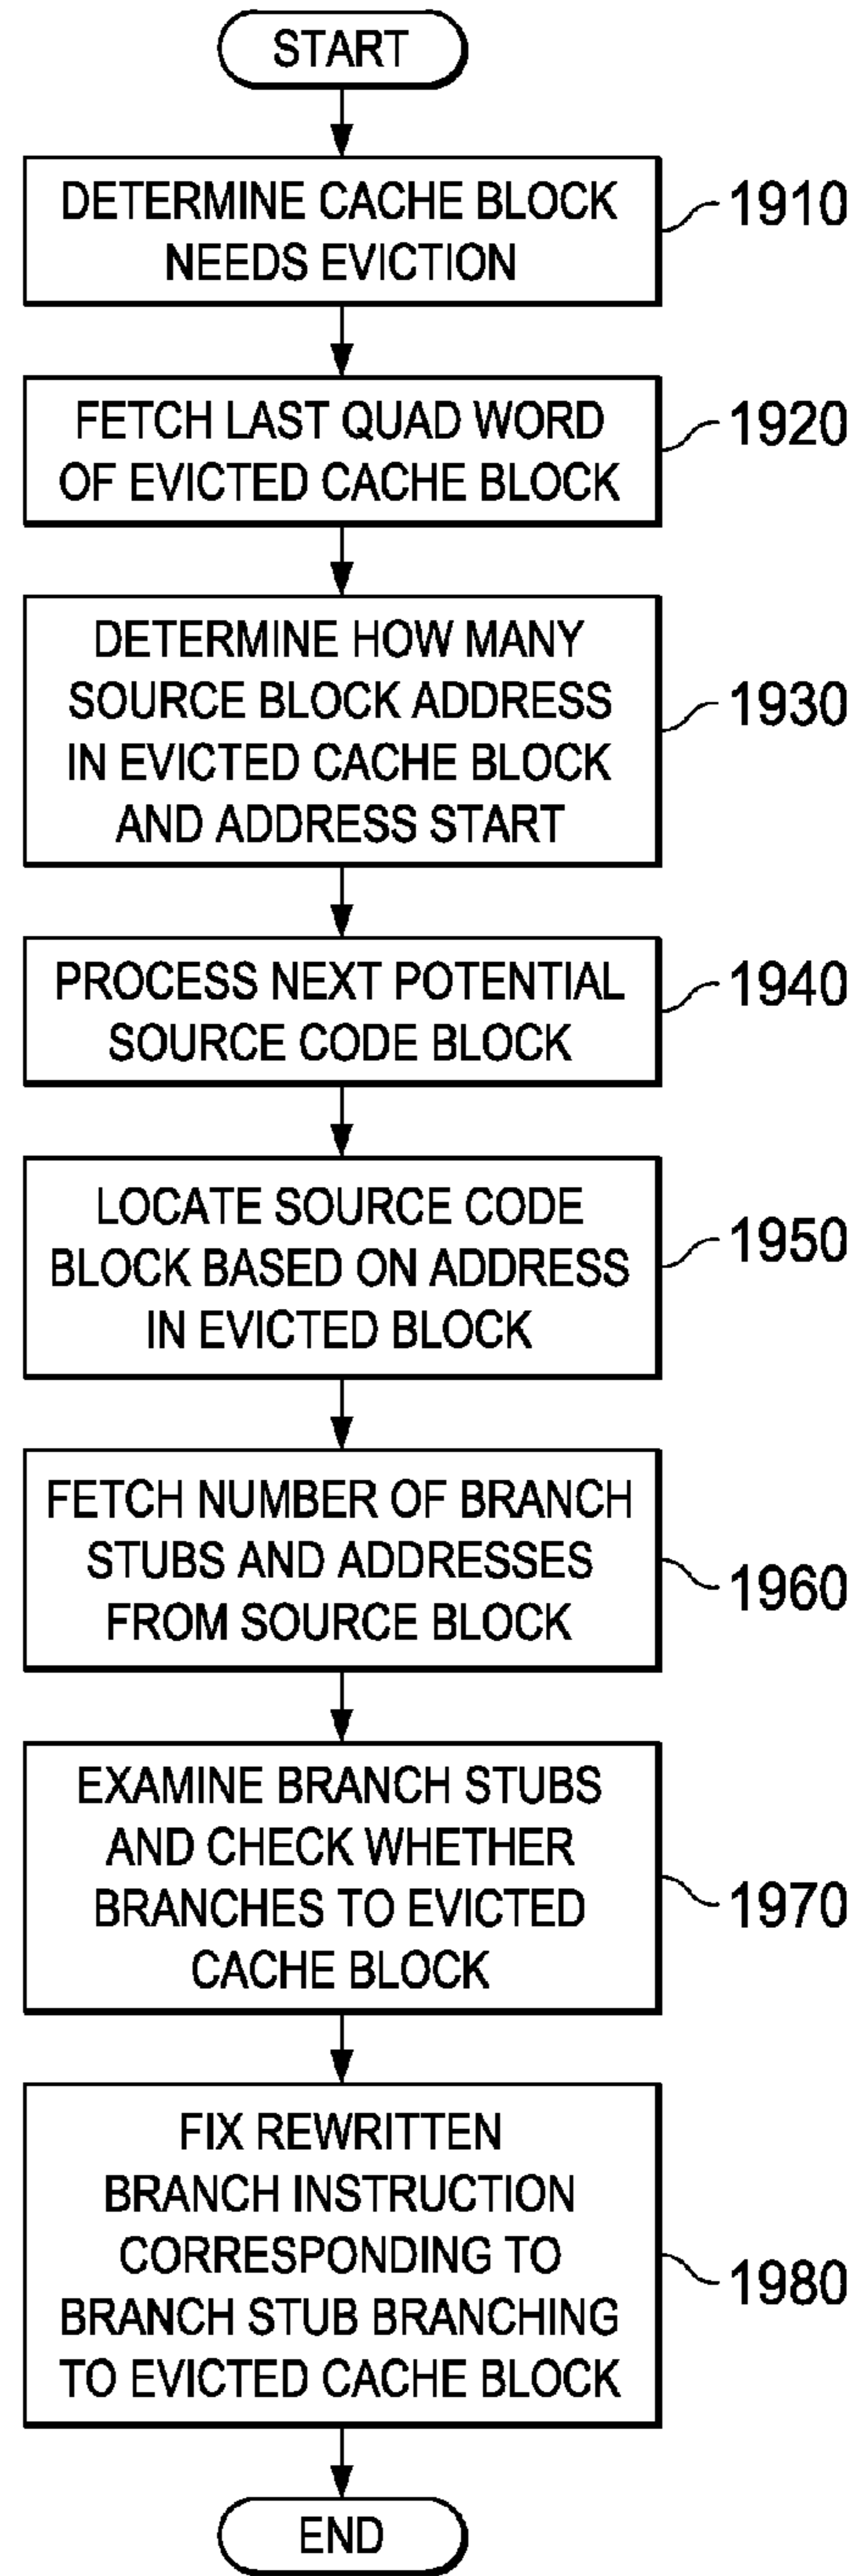 START
DETERMINE CACHE BLOCK
NEEDS EVICTION
1910
FETCH LAST QUAD WORD
OF EVICTED CACHE BLOCK
1920
DETERMINE HOW MANY
SOURCE BLOCK ADDRESS
IN EVICTED CACHE BLOCK
AND ADDRESS START
1930
PROCESS NEXT POTENTIAL
SOURCE CODE BLOCK
1940
LOCATE SOURCE CODE
BLOCK BASED ON ADDRESS
IN EVICTED BLOCK
1950
FETCH NUMBER OF BRANCH
STUBS AND ADDRESSES
FROM SOURCE BLOCK
1960
EXAMINE BRANCH STUBS
AND CHECK WHETHER
BRANCHES TO EVICTED
CACHE BLOCK
1970
FIX REWRITTEN
BRANCH INSTRUCTION
CORRESPONDING TO
BRANCH STUB BRANCHING
TO EVICTED CACHE BLOCK
1980
END